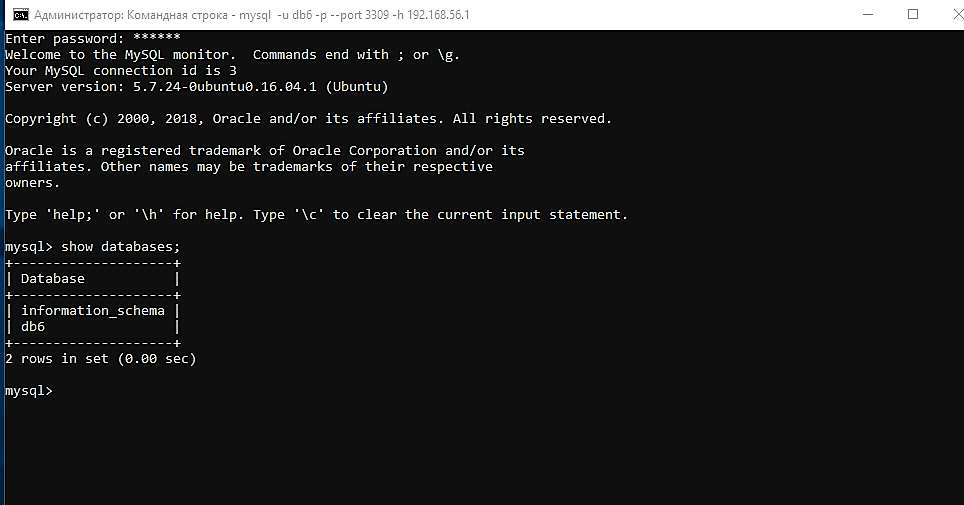 Администратор: Командная строка - mysql  -u db6 -p --port 3309 -h 192.168.56.1
Enter password: ******
Welcome to the MySQL monitor.  Commands end with ; or \g.
Your MySQL connection id is 3
Server version: 5.7.24-0ubuntu0.16.04.1 (Ubuntu)

Copyright (c) 2000, 2018, Oracle and/or its affiliates. All rights reserved.

Oracle is a registered trademark of Oracle Corporation and/or its
affiliates. Other names may be trademarks of their respective
owners.

Type 'help;' or '\h' for help. Type '\c' to clear the current input statement.

mysql> show databases;
+--------------------+
| Database           |
+--------------------+
| information_schema |
| db6                |
+--------------------+
2 rows in set (0.00 sec)

mysql>